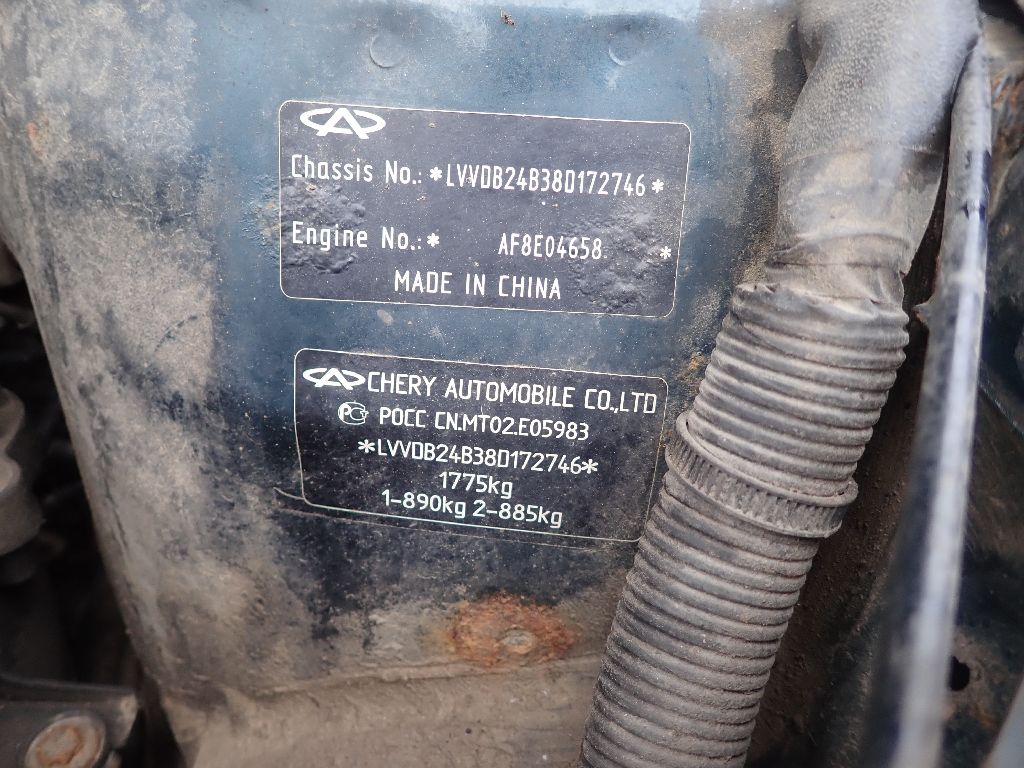 Chassis No.: *LVVDB24B38D172746*
Engine No.:* AF8E04658 *
MADE IN CHINA
CHERY AUTOMOBILE CO.,LTD
РОСС CN.MT02.E05983
*LVVDB24B38D172746*
1775kg
1-890kg 2-885kg